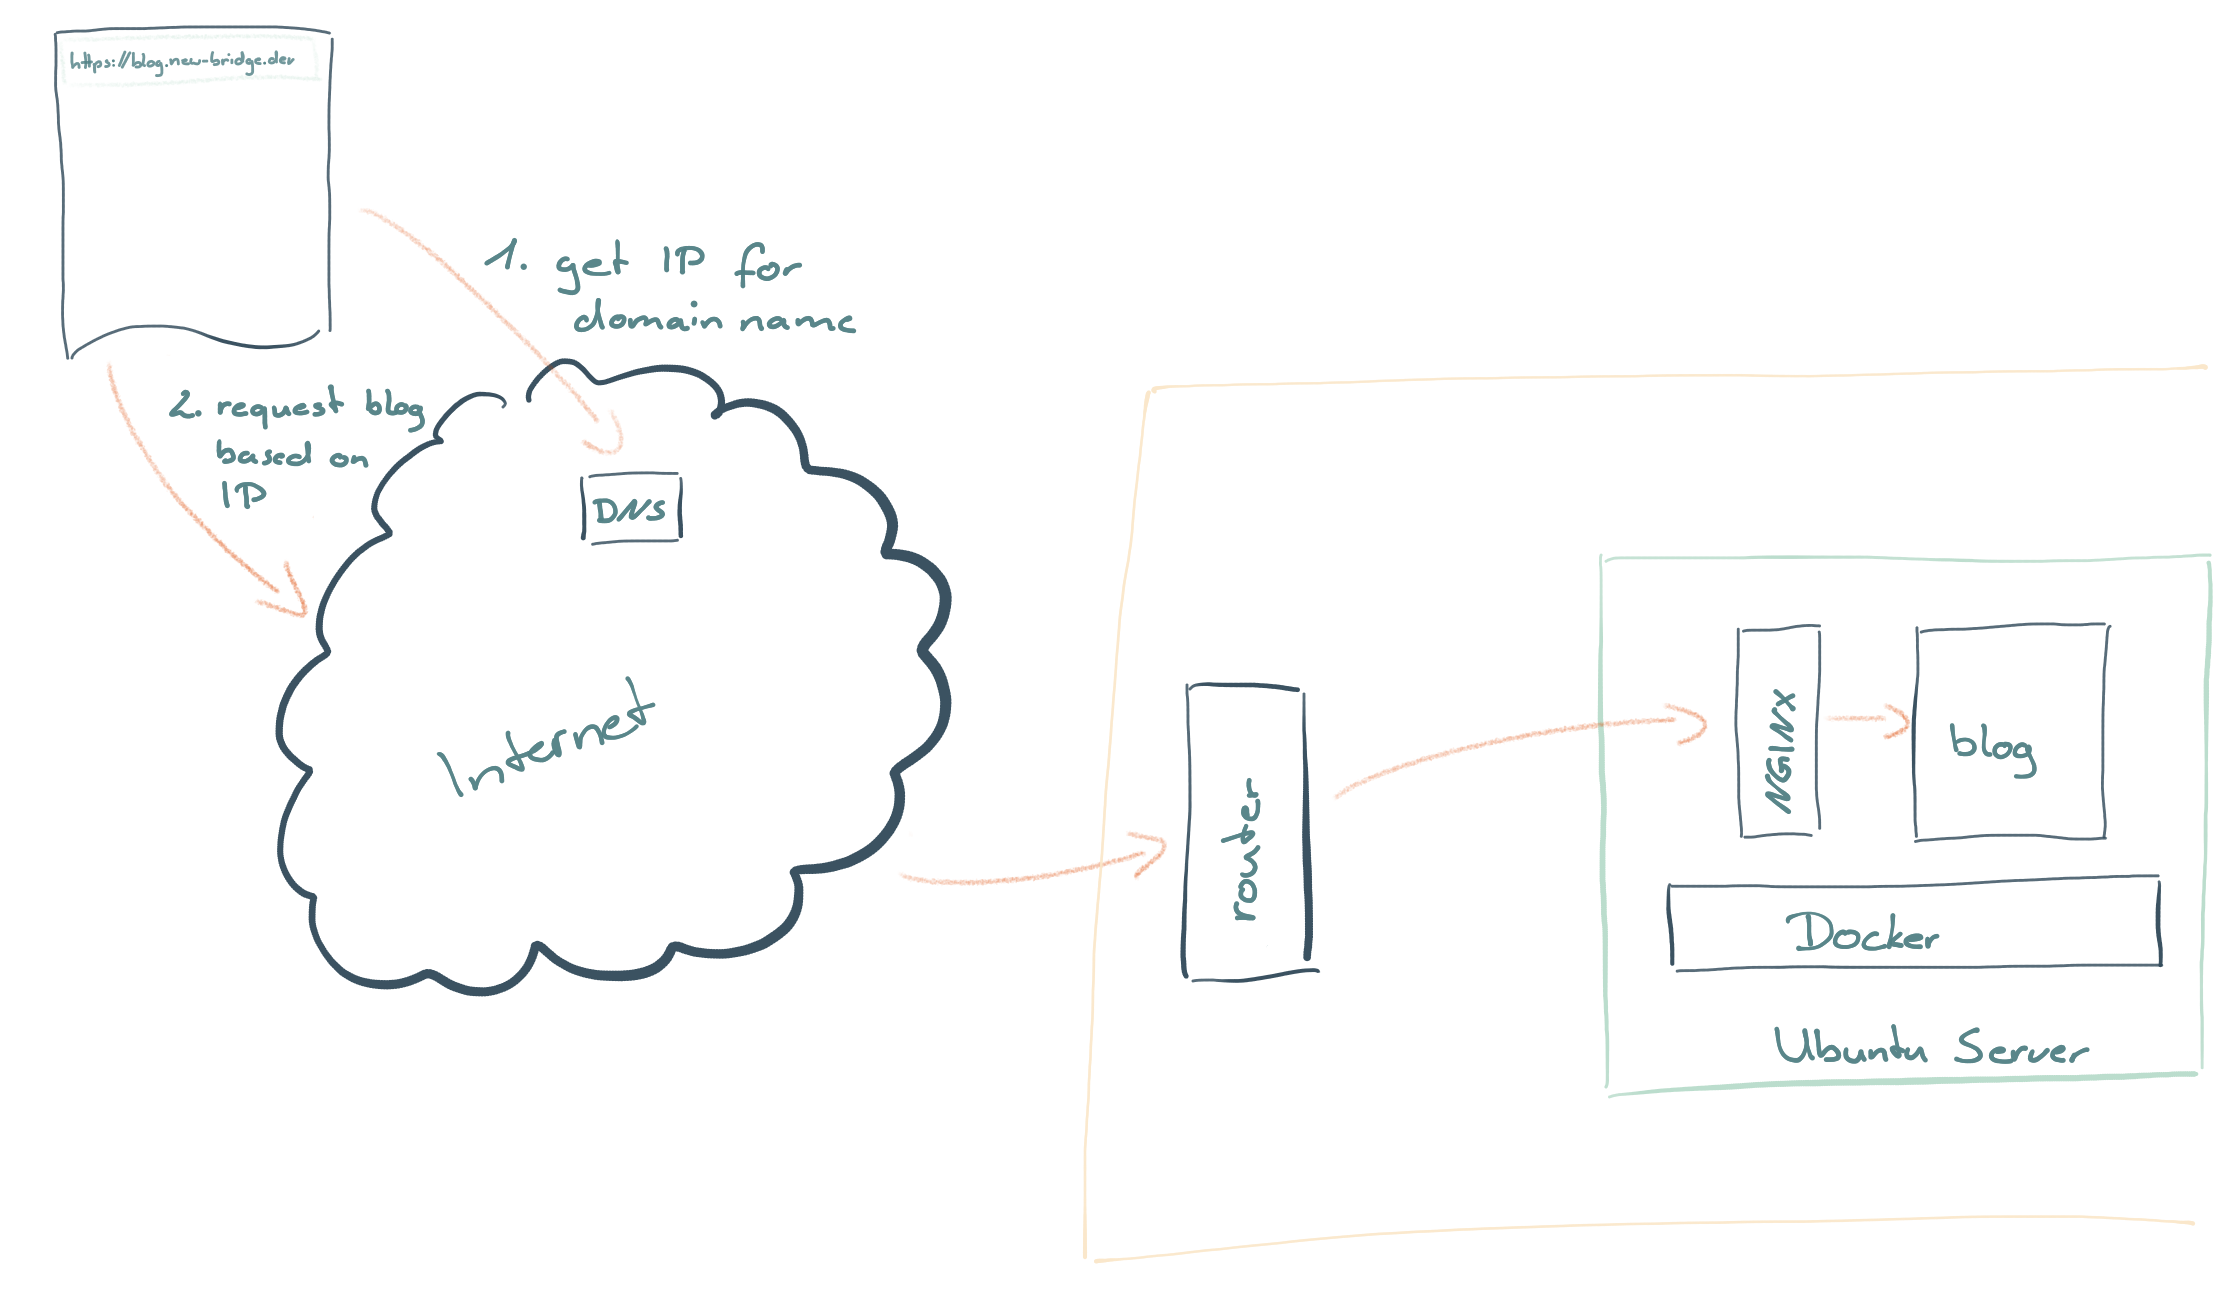 https://blog.new-bridge.dev
1. get IP for
domain name
2. request blog
based on
IP
DNS
Internet
router
NGINX
blog
Docker
Ubuntu Server